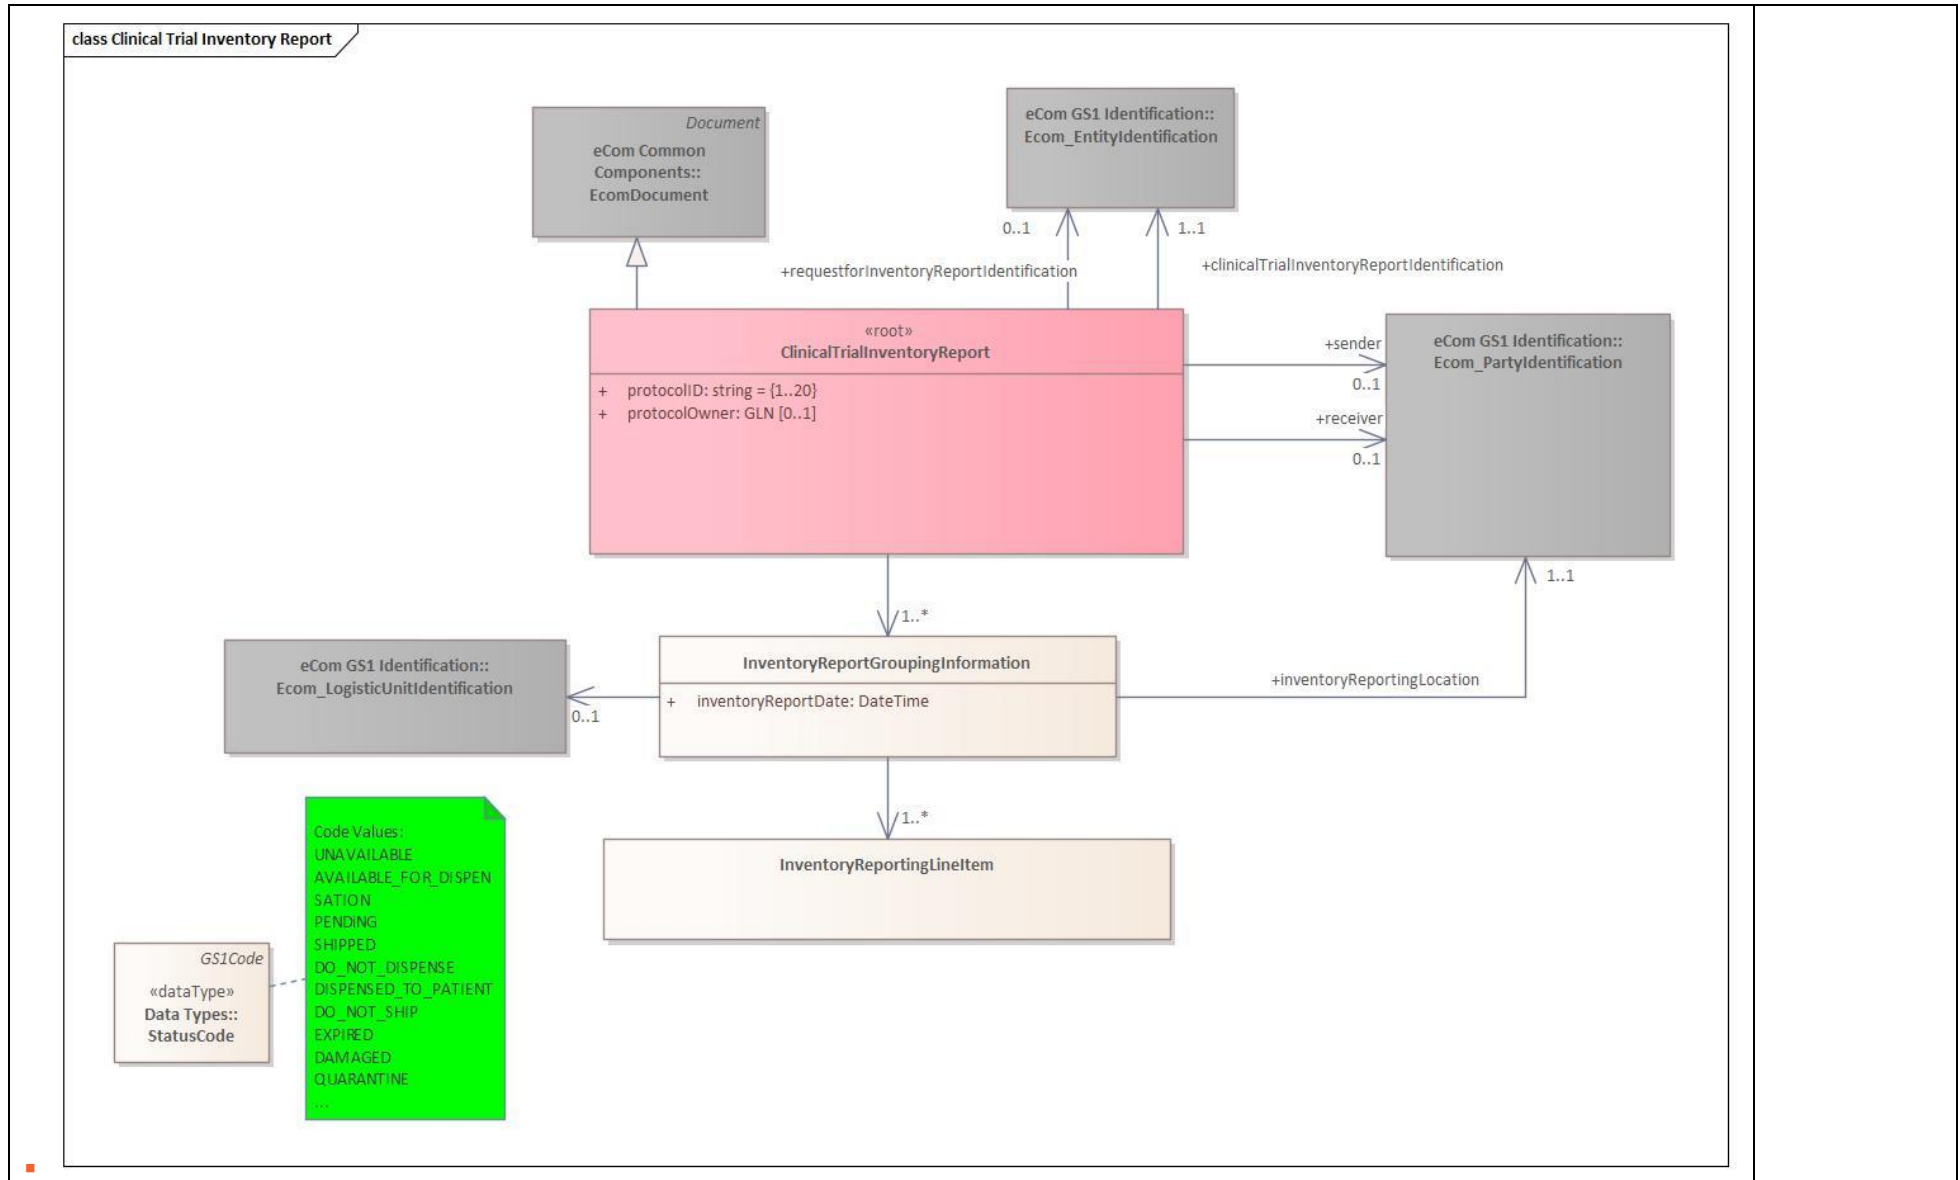 class Clinical Trial Inventory Report
Document
eCom Common
Components::
EcomDocument
eCom GS1 Identification::
Ecom_EntityIdentification
0..1
1..1
+requestforInventoryReportIdentification
+clinicalTrialInventoryReportIdentification
«root»
ClinicalTrialInventoryReport
+ protocolID: string = {1..20}
+ protocolOwner: GLN [0..1]
+sender
0..1
+receiver
0..1
eCom GS1 Identification::
Ecom_PartyIdentification
1..1
1..*
eCom GS1 Identification::
Ecom_LogisticUnitIdentification
0..1
InventoryReportGroupingInformation
+ inventoryReportDate: DateTime
+inventoryReportingLocation
1..*
InventoryReportingLineItem
Code Values:
UNAVAILABLE
AVAILABLE_FOR_DISPEN
SATION
PENDING
SHIPPED
DO_NOT_DISPENSE
DISPENSED_TO_PATIENT
DO_NOT_SHIP
EXPIRED
DAMAGED
QUARANTINE
...
GS1Code
«dataType»
Data Types::
StatusCode